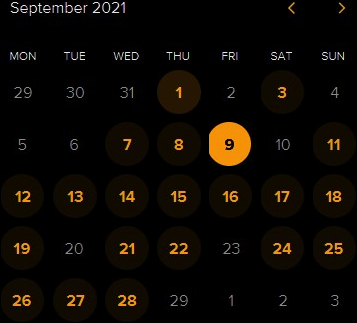 September 2021
MON TUE WED THU FRI SAT SUN
29 30 31 1 2 3 4
5 6 7 8 9 10 11
12 13 14 15 16 17 18
19 20 21 22 23 24 25
26 27 28 29 1 2 3